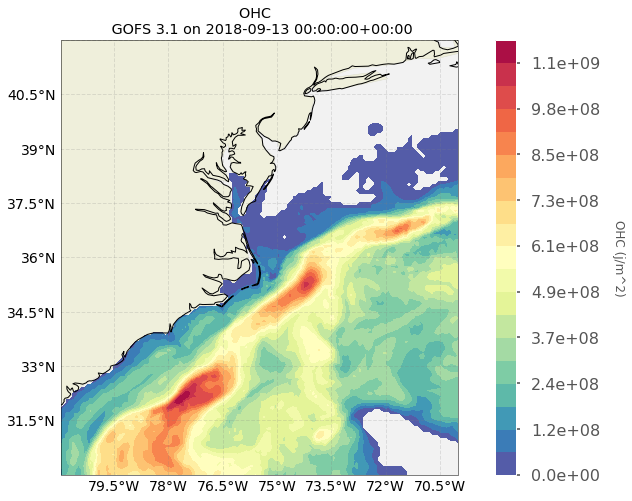 OHC
GOFS 3.1 on 2018-09-13 00:00:00+00:00
40.5°N
39°N
37.5°N
36°N
34.5°N
33°N
31.5°N
79.5°W 78°W 76.5°W 75°W 73.5°W 72°W 70.5°W
1.1e+09
9.8e+08
8.5e+08
7.3e+08
6.1e+08
4.9e+08
3.7e+08
2.4e+08
1.2e+08
0.0e+00
OHC (j/m^2)